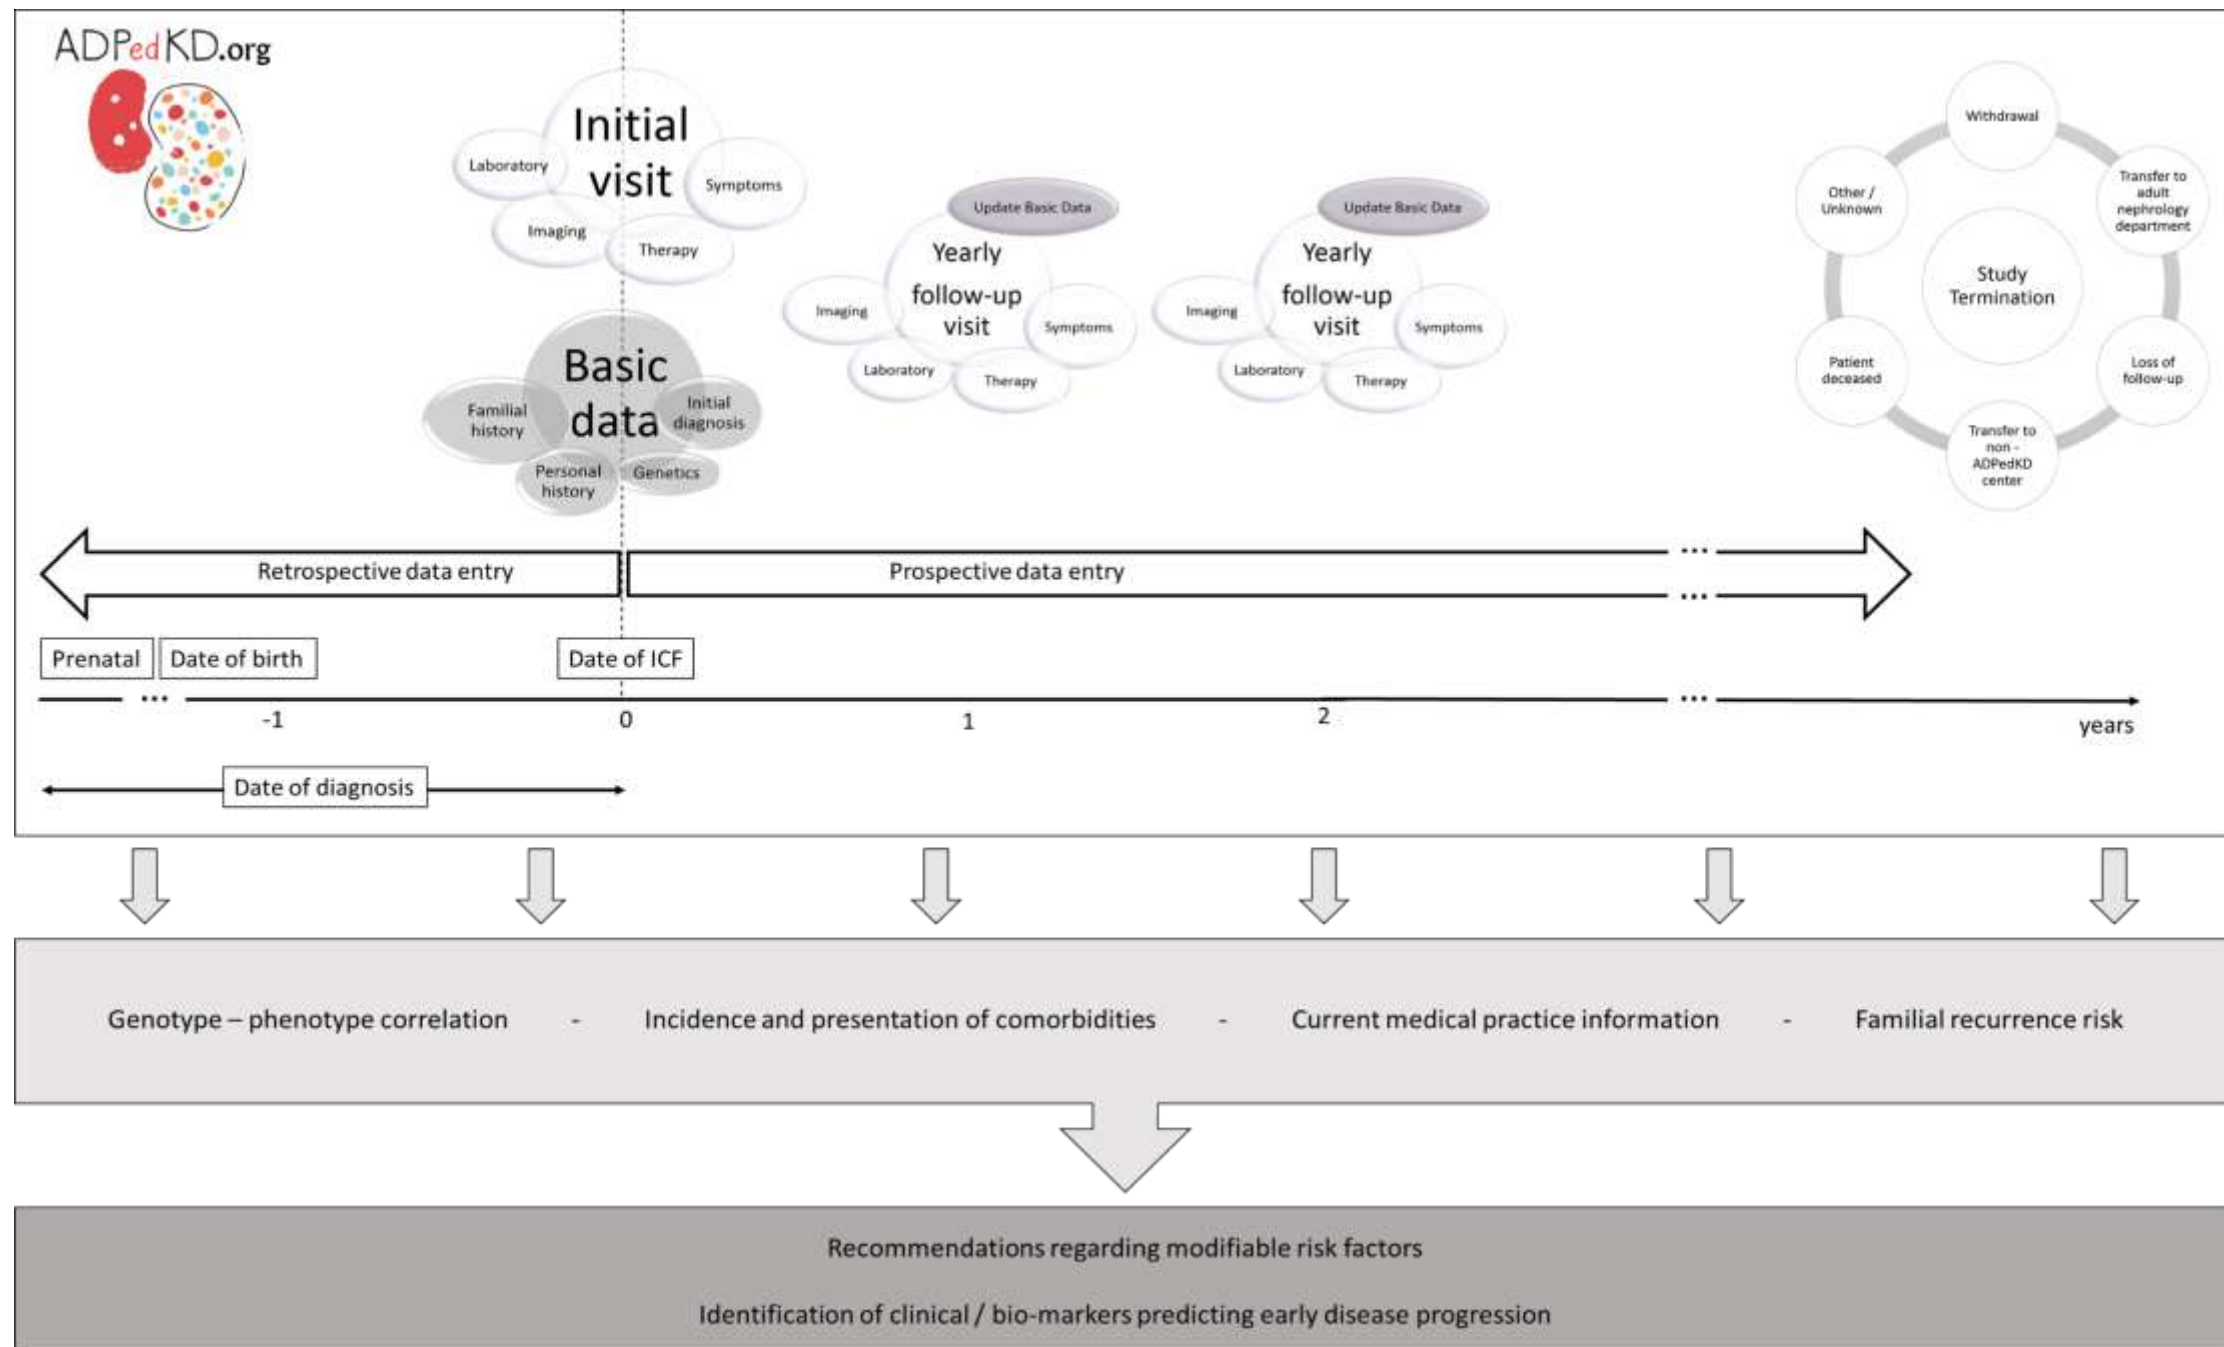 ADPedKD.org
Initial
visit
Laboratory
Symptoms
Imaging
Therapy
Basic
data
Familial
history
Initial
diagnosis
Personal
history
Genetics
Update Basic Data
Yearly
follow-up
visit
Imaging
Symptoms
Laboratory
Therapy
Update Basic Data
Yearly
follow-up
visit
Imaging
Symptoms
Laboratory
Therapy
Withdrawal
Other /
Unknown
Transfer to
adult
nephrology
department
Study
Termination
Patient
deceased
Loss of
follow-up
Transfer to
non -
ADPedKD
center
Retrospective data entry
Prospective data entry
...
...
Prenatal
Date of birth
Date of ICF
...
...
-1
0
1
2
years
Date of diagnosis
Genotype – phenotype correlation - Incidence and presentation of comorbidities - Current medical practice information - Familial recurrence risk
Recommendations regarding modifiable risk factors
Identification of clinical / bio-markers predicting early disease progression